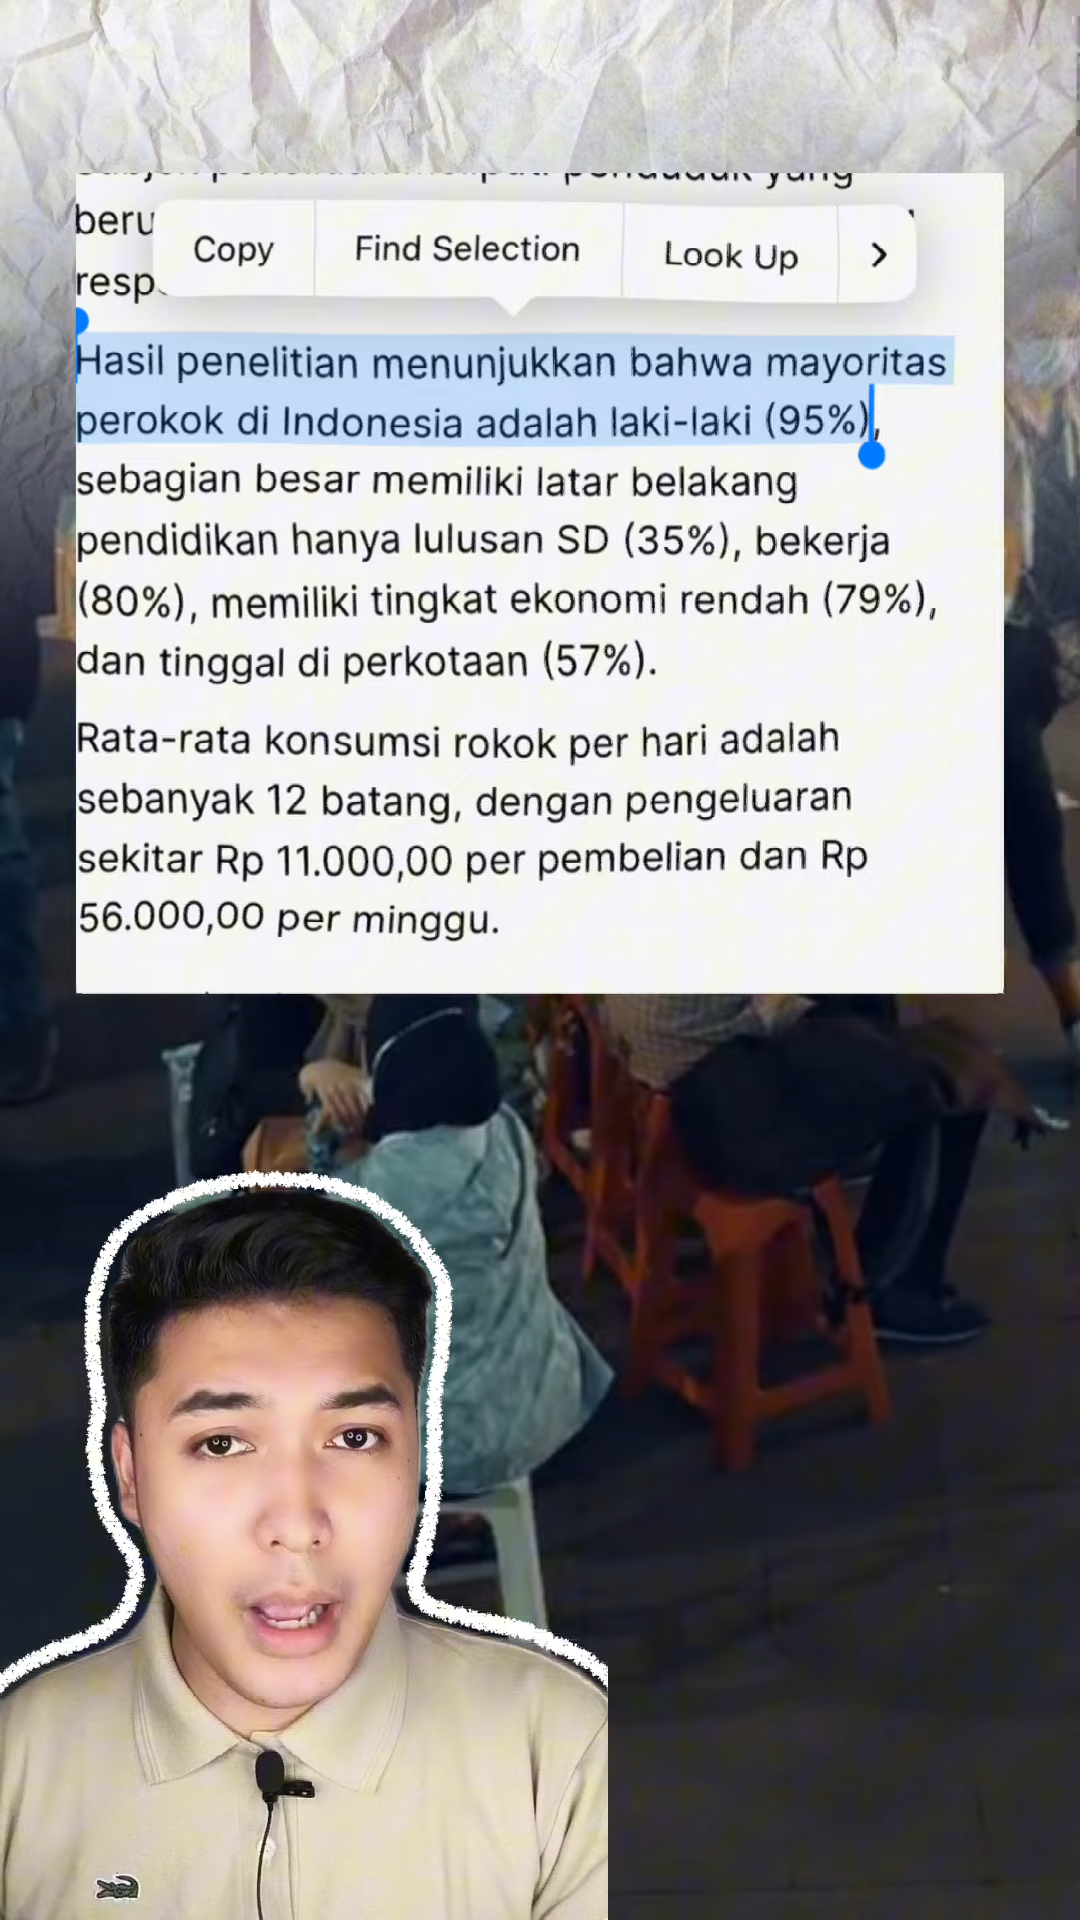 beru
Copy
Find Selection
Look Up
resp
Hasil penelitian menunjukkan bahwa mayoritas
perokok di Indonesia adalah laki-laki (95%),
sebagian besar memiliki latar belakang
pendidikan hanya lulusan SD (35%), bekerja
(80%), memiliki tingkat ekonomi rendah (79%),
dan tinggal di perkotaan (57%).
Rata-rata konsumsi rokok per hari adalah
sebanyak 12 batang, dengan pengeluaran
sekitar Rp 11.000,00 per pembelian dan Rp
56.000,00 per minggu.